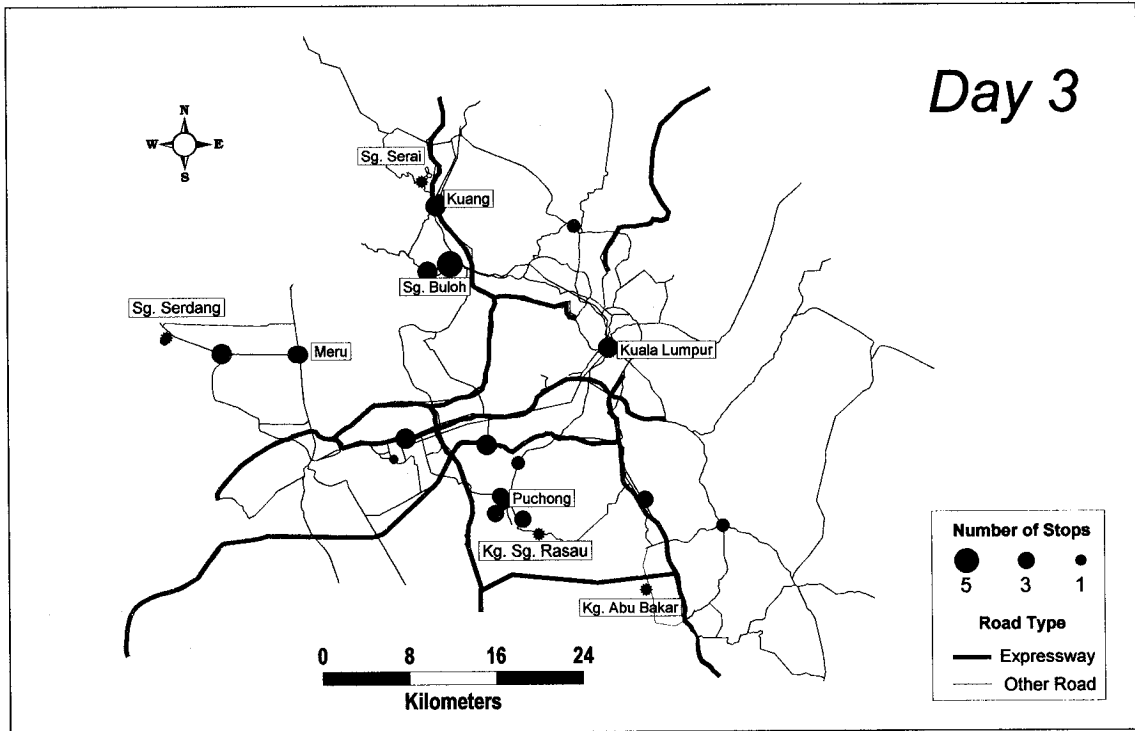 Day 3
N
W E
S
Sg. Serai
Kuang
Sg. Buloh
Sg. Serdang
Meru
Kuala Lumpur
Puchong
Kg. Sg. Rasau
Kg. Abu Bakar
Number of Stops
5 3 1
Road Type
Expressway
Other Road
0 8 16 24
Kilometers